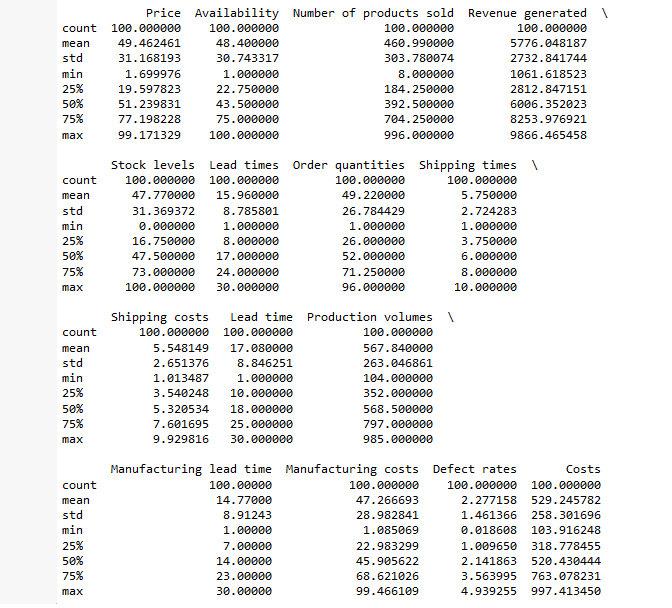 Price Availability Number of products sold Revenue generated \
count 100.000000 100.000000 100.000000 100.000000
mean 49.462461 48.400000 460.990000 5776.048187
std 31.168193 30.743317 303.780074 2732.841744
min 1.699976 1.000000 8.000000 1061.618523
25% 19.597823 22.750000 184.250000 2812.847151
50% 51.239831 43.500000 392.500000 6006.352023
75% 77.198228 75.000000 704.250000 8253.976921
max 99.171329 100.000000 996.000000 9866.465458
Stock levels Lead times Order quantities Shipping times \
count 100.000000 100.000000 100.000000 100.000000
mean 47.770000 15.960000 49.220000 5.750000
std 31.369372 8.785801 26.784429 2.724283
min 0.000000 1.000000 1.000000 1.000000
25% 16.750000 8.000000 26.000000 3.750000
50% 47.500000 17.000000 52.000000 6.000000
75% 73.000000 24.000000 71.250000 8.000000
max 100.000000 30.000000 96.000000 10.000000
Shipping costs Lead time Production volumes \
count 100.000000 100.000000 100.000000
mean 5.548149 17.080000 567.840000
std 2.651376 8.846251 263.046861
min 1.013487 1.000000 104.000000
25% 3.540248 10.000000 352.000000
50% 5.320534 18.000000 568.500000
75% 7.601695 25.000000 797.000000
max 9.929816 30.000000 985.000000
Manufacturing lead time Manufacturing costs Defect rates Costs
count 100.00000 100.000000 100.000000 100.000000
mean 14.77000 47.266693 2.277158 529.245782
std 8.91243 28.982841 1.461366 258.301696
min 1.00000 1.085069 0.018608 103.916248
25% 7.00000 22.983299 1.009650 318.778455
50% 14.00000 45.905622 2.141863 520.430444
75% 23.00000 68.621026 3.563995 763.078231
max 30.00000 99.466109 4.939255 997.413450